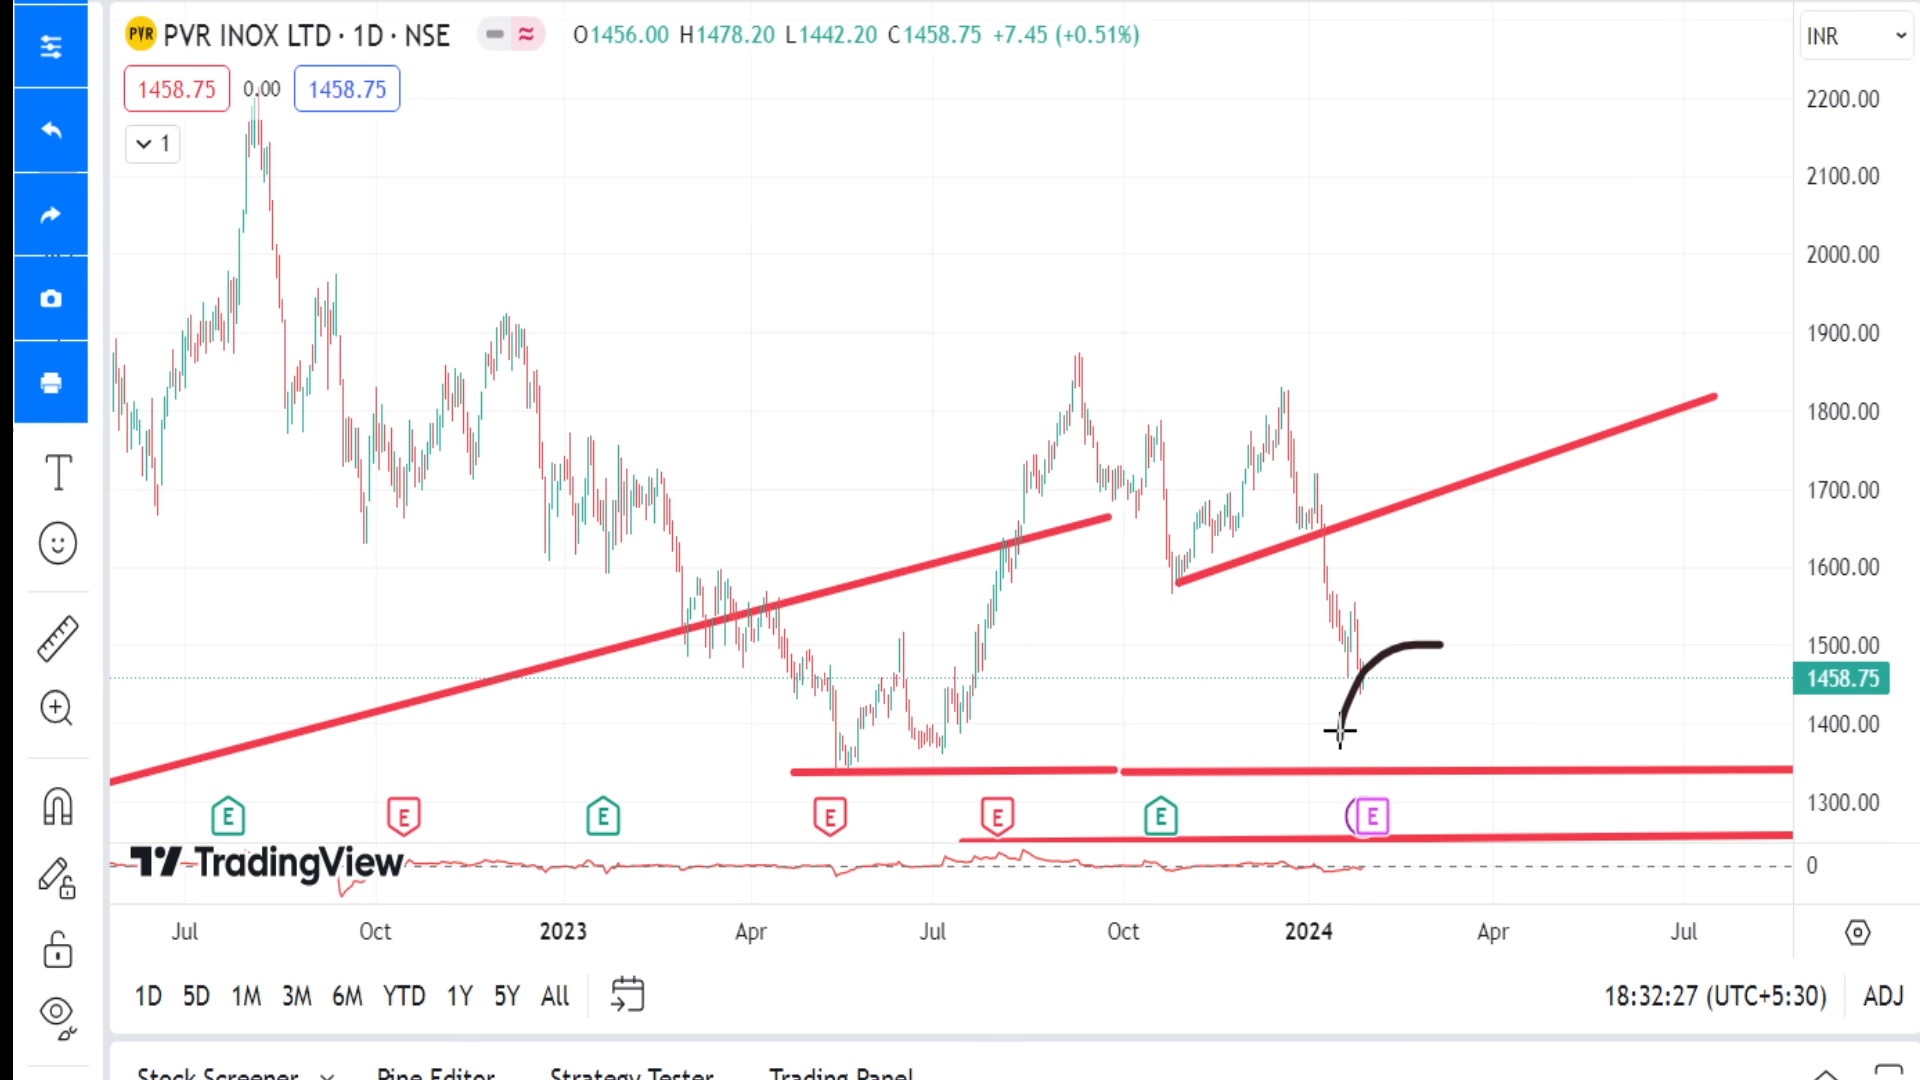 PVR PVR INOX LTD · 1D · NSE O1456.00 H1478.20 L1442.20 C1458.75 +7.45 (+0.51%) INR
1458.75 0.00 1458.75
1
2200.00
2100.00
2000.00
1900.00
1800.00
1700.00
1600.00
1500.00
1458.75
1400.00
1300.00
E E E E E E E
TradingView
0
Jul Oct 2023 Apr Jul Oct 2024 Apr Jul
1D 5D 1M 3M 6M YTD 1Y 5Y All 18:32:27 (UTC+5:30) ADJ
Stock Screener Pine Editor Strategy Tester Trading Panel